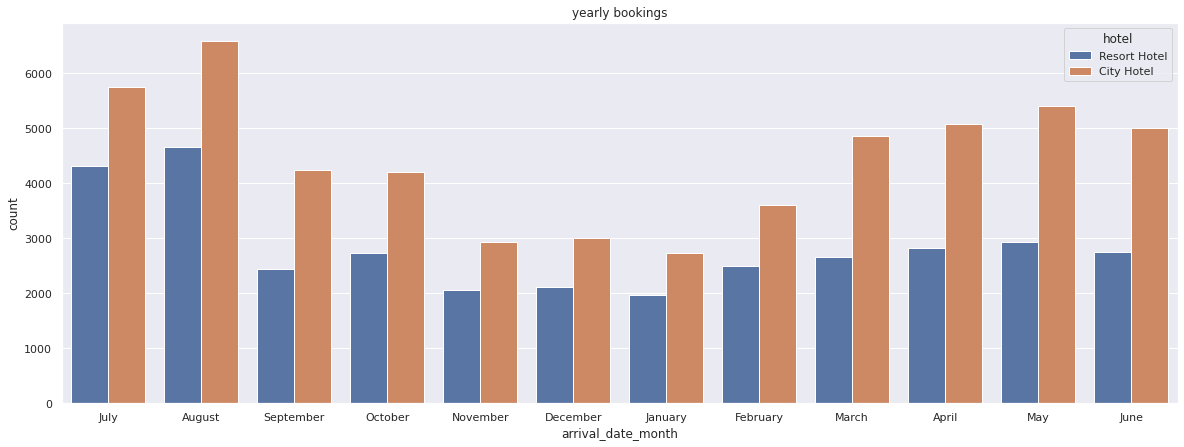 yearly bookings
hotel
Resort Hotel
City Hotel
count
6000
5000
4000
3000
2000
1000
0
July August September October November December January February March April May June
arrival_date_month